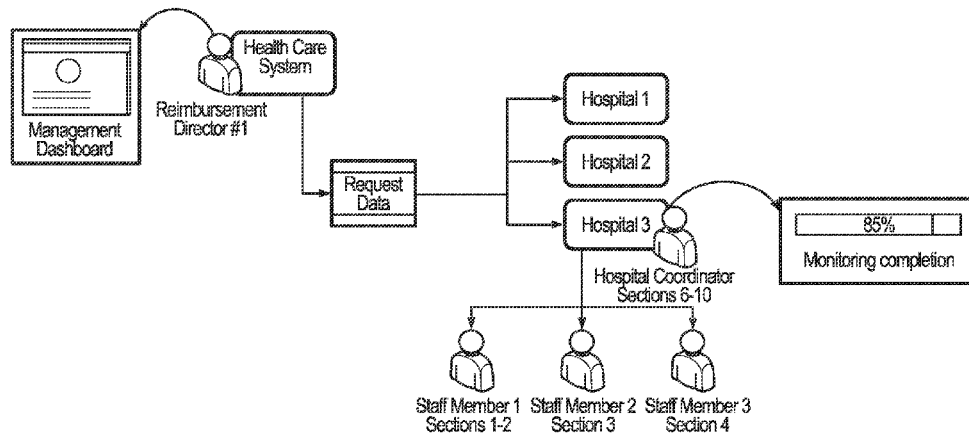 Health Care
System
Management
Dashboard
Reimbursement
Director #1
Request
Data
Hospital 1
Hospital 2
Hospital 3
Hospital Coordinator
Sections 6-10
85%
Monitoring completion
Staff Member 1
Sections 1-2
Staff Member 2
Section 3
Staff Member 3
Section 4